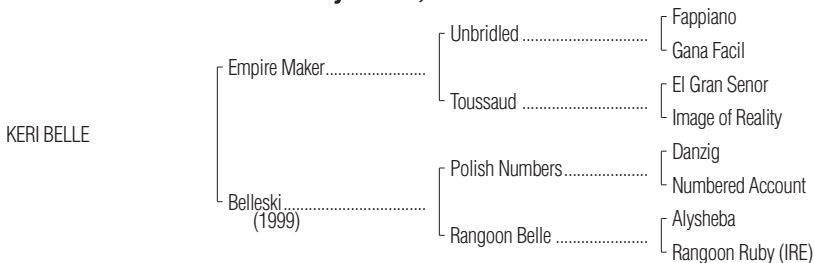 Fappiano
Unbridled
Gana Facil
Empire Maker
El Gran Senor
Toussaud
Image of Reality
KERI BELLE
Danzig
Polish Numbers
Numbered Account
Belleski
(1999)
Alysheba
Rangoon Belle
Rangoon Ruby (IRE)